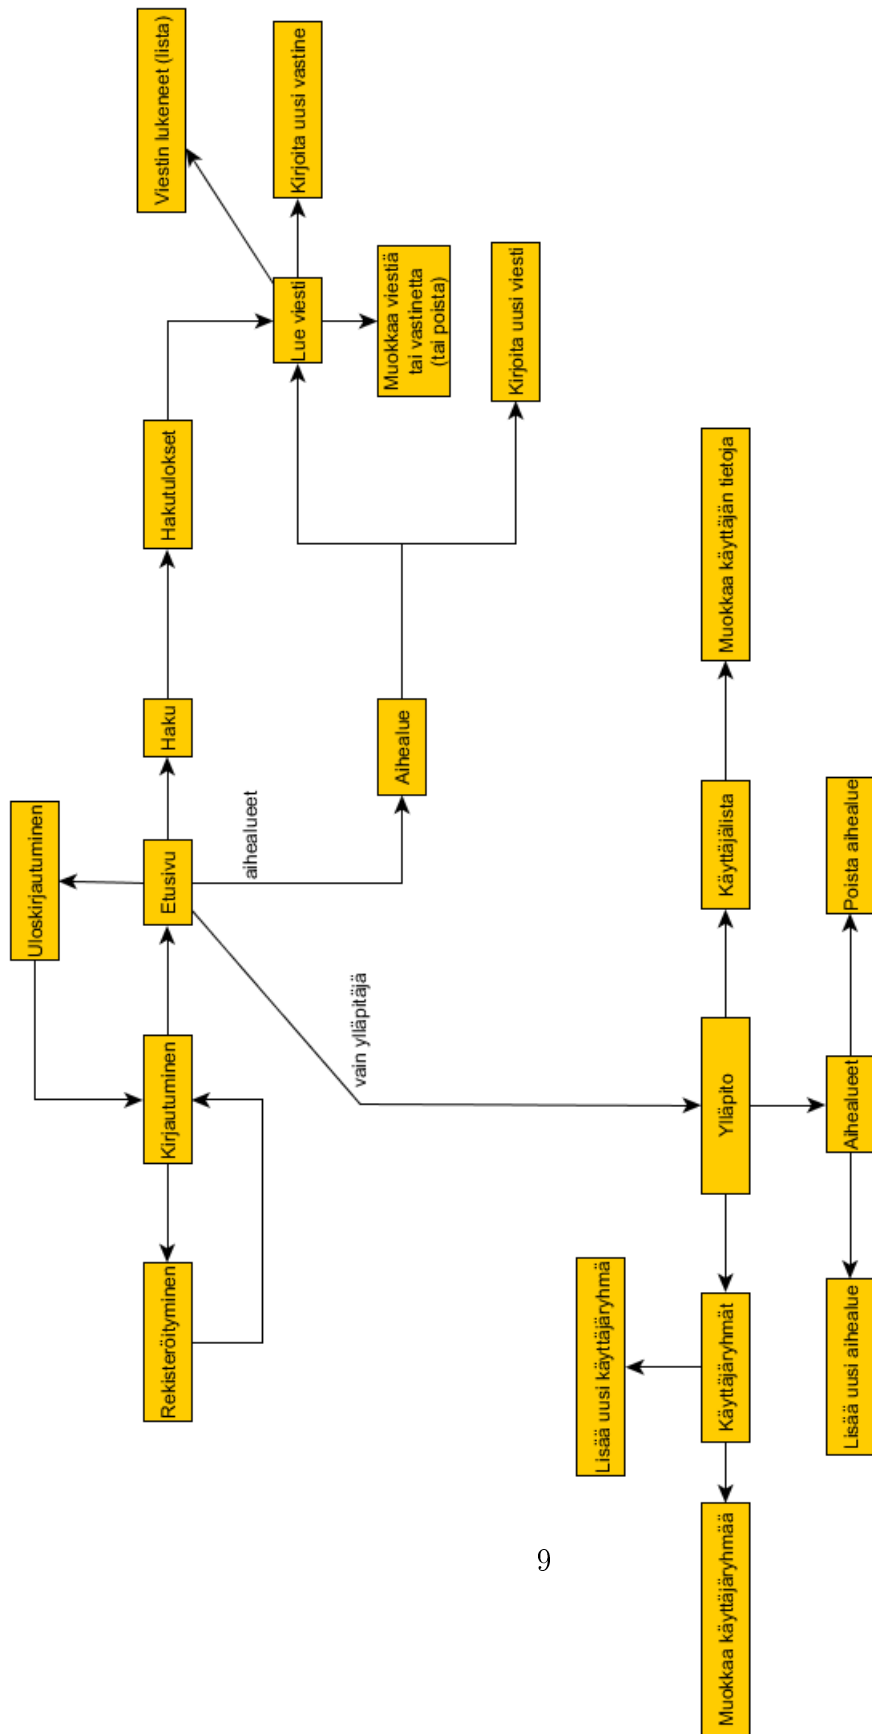 Viestin lukeneet (lista)
Kirjoita uusi vastine
Lue viesti
Muokkaa viestiä
tai vastinetta
(tai poista)
Kirjoita uusi viesti
Hakutulokset
Haku
Aihealue
aihealueet
Uloskirjautuminen
Etusivu
Kirjautuminen
Rekisteröityminen
vain ylläpitäjä
Muokkaa käyttäjän tietoja
Käyttäjälista
Poista aihealue
Ylläpito
Aihealueet
Lisää uusi käyttäjäryhmä
Käyttäjäryhmät
Lisää uusi aihealue
Muokkaa käyttäjäryhmää
9